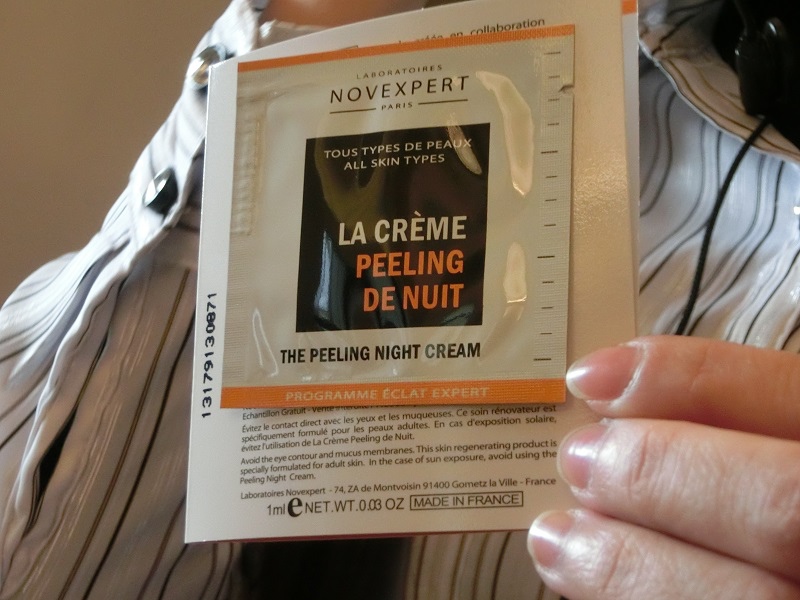 en collaboration
LABORATOIRES
NOVEXPERT
PARIS
TOUS TYPES DE PEAUX
ALL SKIN TYPES
LA CRÈME
PEELING
DE NUIT
THE PEELING NIGHT CREAM
PROGRAMME ÉCLAT EXPERT
13179130871
Echantillon Gratuit - Vente
Évitez le contact direct avec les yeux et les muqueuses. Ce soin rénovateur est
spécifiquement formulé pour les peaux adultes. En cas d'exposition solaire,
évitez l'utilisation de La Crème Peeling de Nuit.
Avoid the eye contour and mucus membranes. This skin regenerating product is
specially formulated for adult skin. In the case of sun exposure, avoid using the
Peeling Night Cream.
Laboratoires Novexpert - 74, ZA de Montvoisin 91400 Gometz la Ville - France
1ml e NET.WT.0.03 OZ MADE IN FRANCE